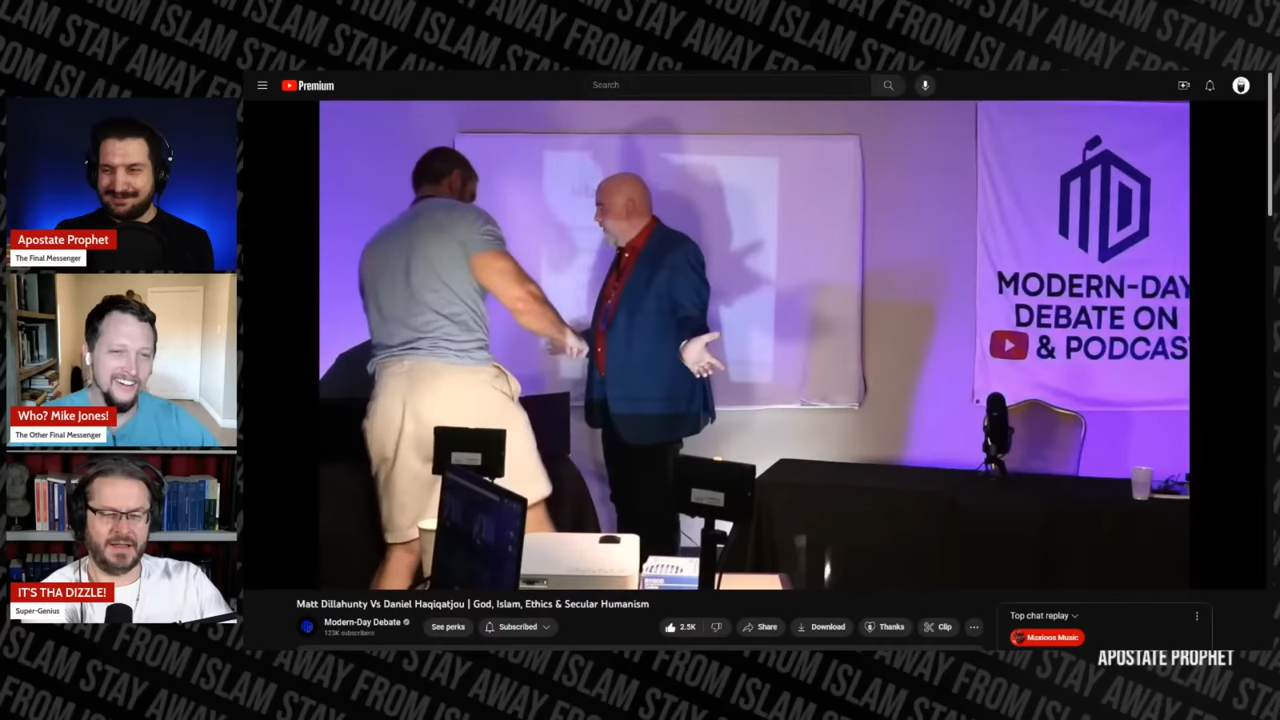 STAY AWAY FROM ISLAM
Premium
Search
Apostate Prophet
The Final Messenger
Who? Mike Jones!
The Other Final Messenger
IT'S THA DIZZLE!
Super-Genius
MODERN-DAY
DEBATE ON
& PODCAS
Matt Dillahunty Vs Daniel Haqiqatjou | God, Islam, Ethics & Secular Humanism
Modern-Day Debate
123K subscribers
See perks
Subscribed
2.5K
Share
Download
Thanks
Clip
Top chat replay
Maxioos Music
APOSTATE PROPHET